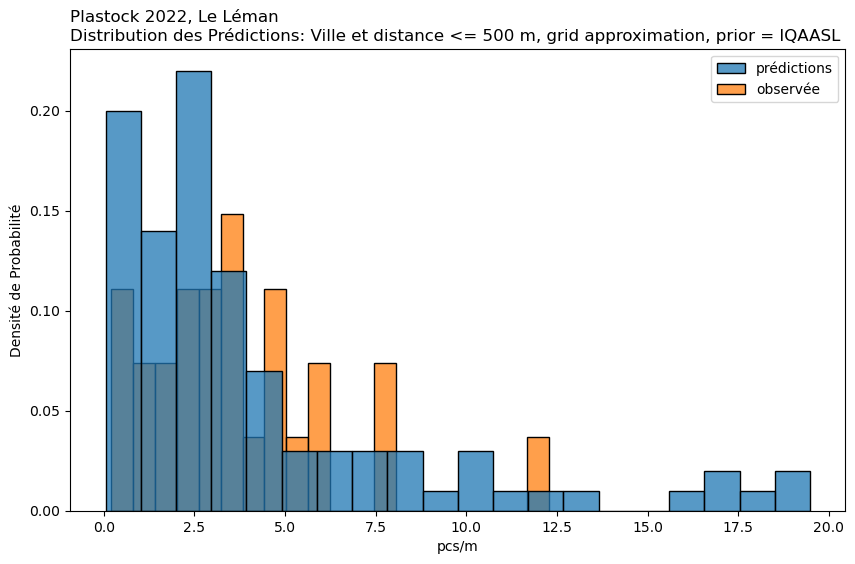 Plastock 2022, Le Léman
Distribution des Prédictions: Ville et distance <= 500 m, grid approximation, prior = IQAASL
prédictions
observée
Densité de Probabilité
0.20
0.15
0.10
0.05
0.00
0.0 2.5 5.0 7.5 10.0 12.5 15.0 17.5 20.0
pcs/m